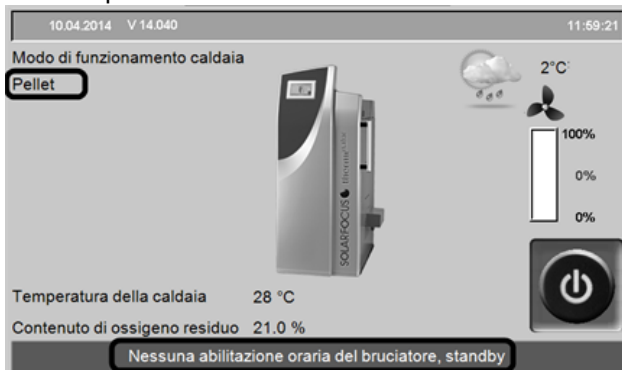 10.04.2014 V 14.040 11:59:21
Modo di funzionamento caldaia
Pellet
2°C
100%
0%
0%
SOLARFOCUS
Temperatura della caldaia 28 °C
Contenuto di ossigeno residuo 21.0 %
Nessuna abilitazione oraria del bruciatore, standby